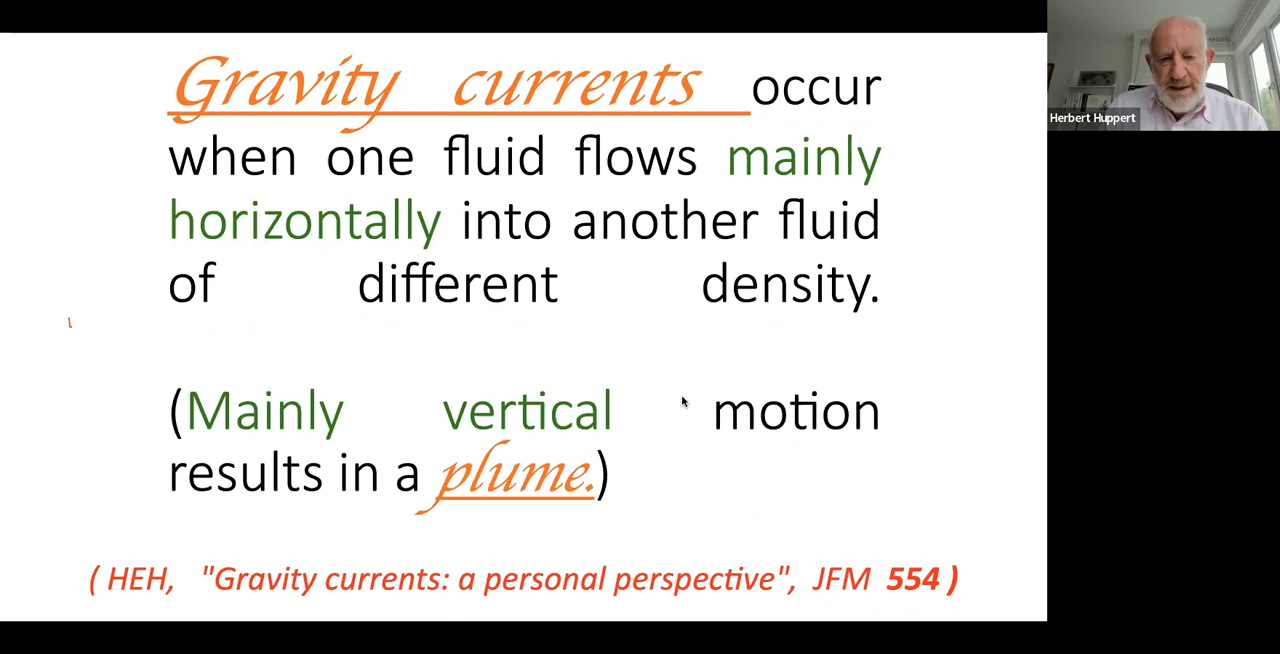 Gravity currents occur
when one fluid flows mainly
horizontally into another fluid
of different density.
(Mainly vertical motion
results in a plume.)
( HEH, "Gravity currents: a personal perspective", JFM 554 )
Herbert Huppert